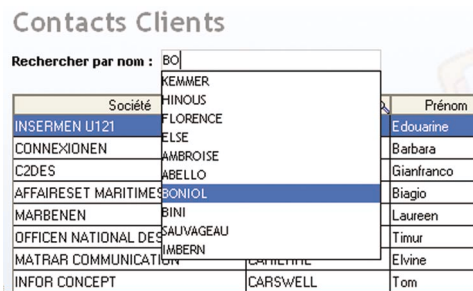 Contacts Clients
Rechercher par nom : BO
KEMMER
HINOUS
FLORENCE
ELSE
AMBROISE
ABELLO
BONIOL
BINI
SAUVAGEAU
IMBERN
Société Prénom
INSERMEN U121 Edouarine
CONNEXIONEN Barbara
C2DES Gianfranco
AFFAIRESET MARITIMES Biagio
MARBENEN Laureen
OFFICEN NATIONAL DES Timur
MATRAR COMMUNICATION Elvine
INFOR CONCEPT CARSWELL Tom